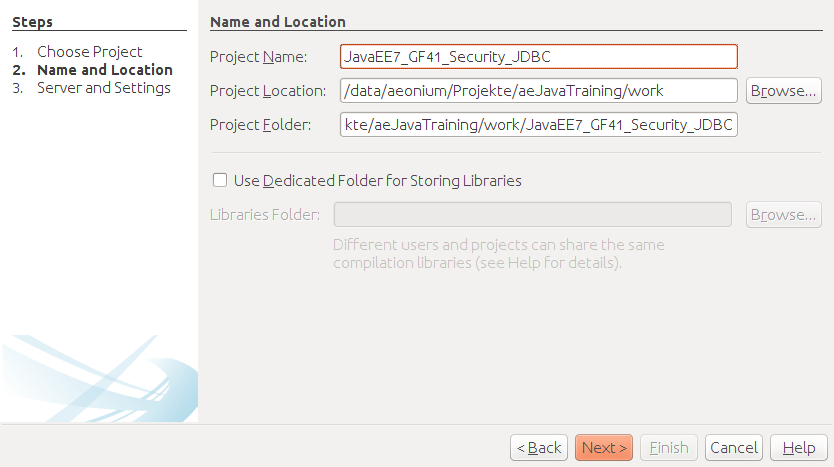 Steps
1. Choose Project
2. Name and Location
3. Server and Settings
Name and Location
Project Name: JavaEE7_GF41_Security_JDBC
Project Location: /data/aeonium/Projekte/aeJavaTraining/work Browse...
Project Folder: kte/aeJavaTraining/work/JavaEE7_GF41_Security_JDBC
Use Dedicated Folder for Storing Libraries
Libraries Folder: Browse...
Different users and projects can share the same
compilation libraries (see Help for details).
< Back Next > Finish Cancel Help